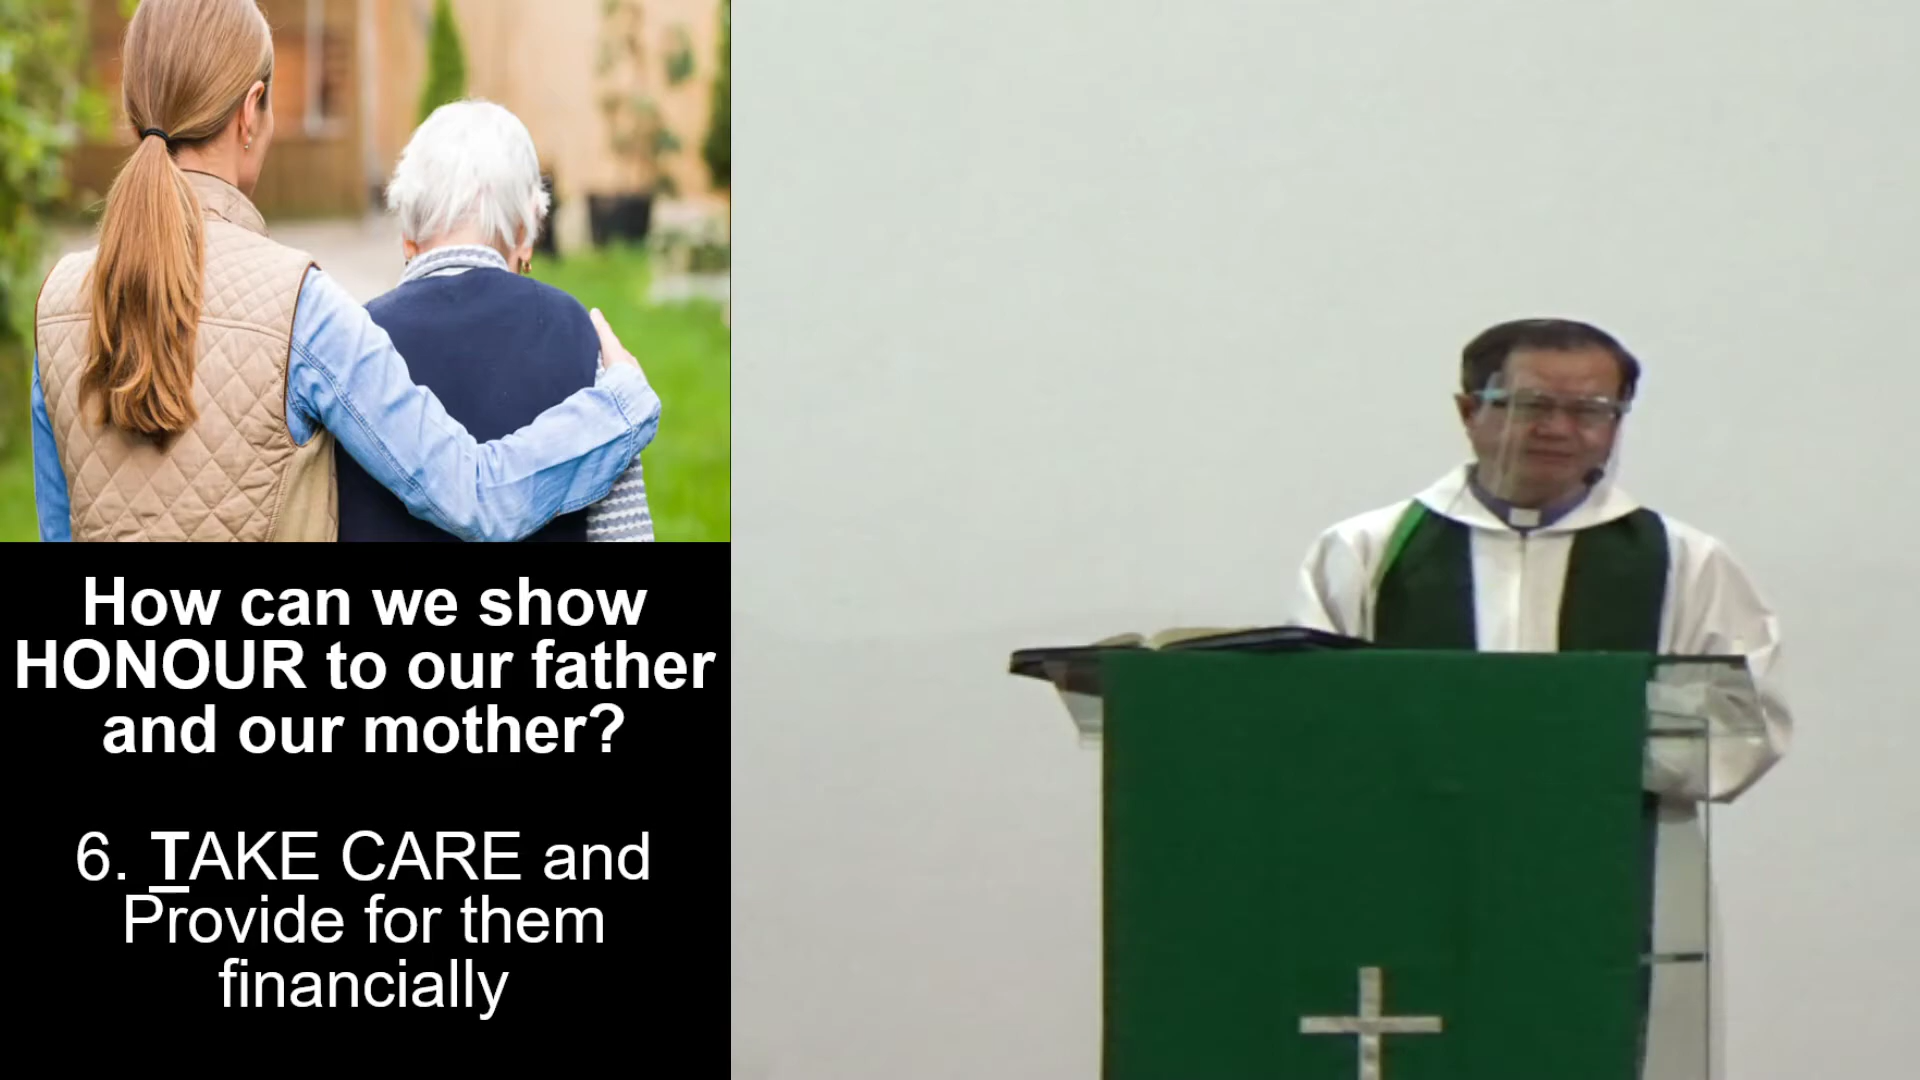 How can we show
HONOUR to our father
and our mother?
6. TAKE CARE and
Provide for them
financially